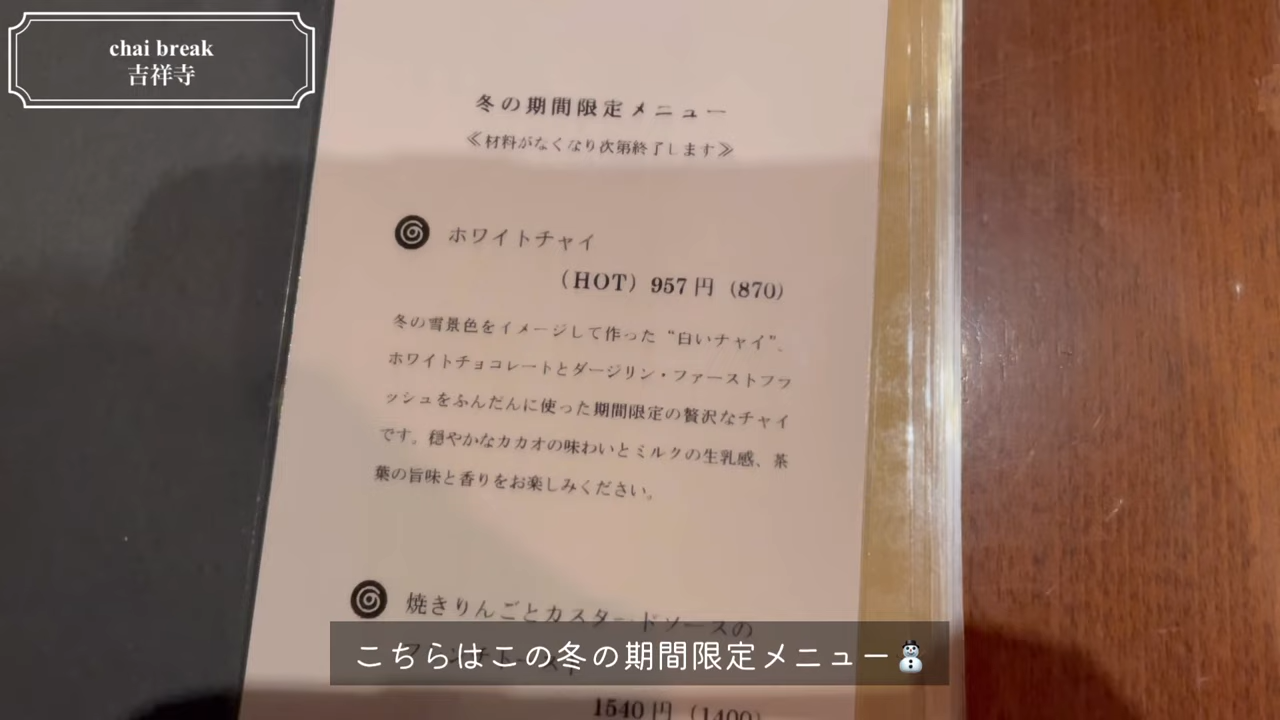 chai break
吉祥寺
冬の期間限定メニュー
≪材料がなくなり次第終了します≫
ホワイトチャイ
(HOT) 957円 (870)
冬の雪景色をイメージして作った“白いチャイ”。
ホワイトチョコレートとダージリン・ファーストフラ
ッシュをふんだんに使った期間限定の贅沢なチャイ
です。穏やかなカカオの味わいとミルクの生乳感、茶
葉の旨味と香りをお楽しみください。
焼きりんごとカスタードソースの
こちらはこの冬の期間限定メニュー⛄
1540円 (1400)